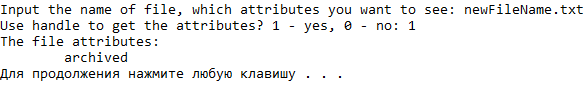 Input the name of file, which attributes you want to see: newFileName.txt
Use handle to get the attributes? 1 - yes, 0 - no: 1
The file attributes:
archived
Для продолжения нажмите любую клавишу . . .